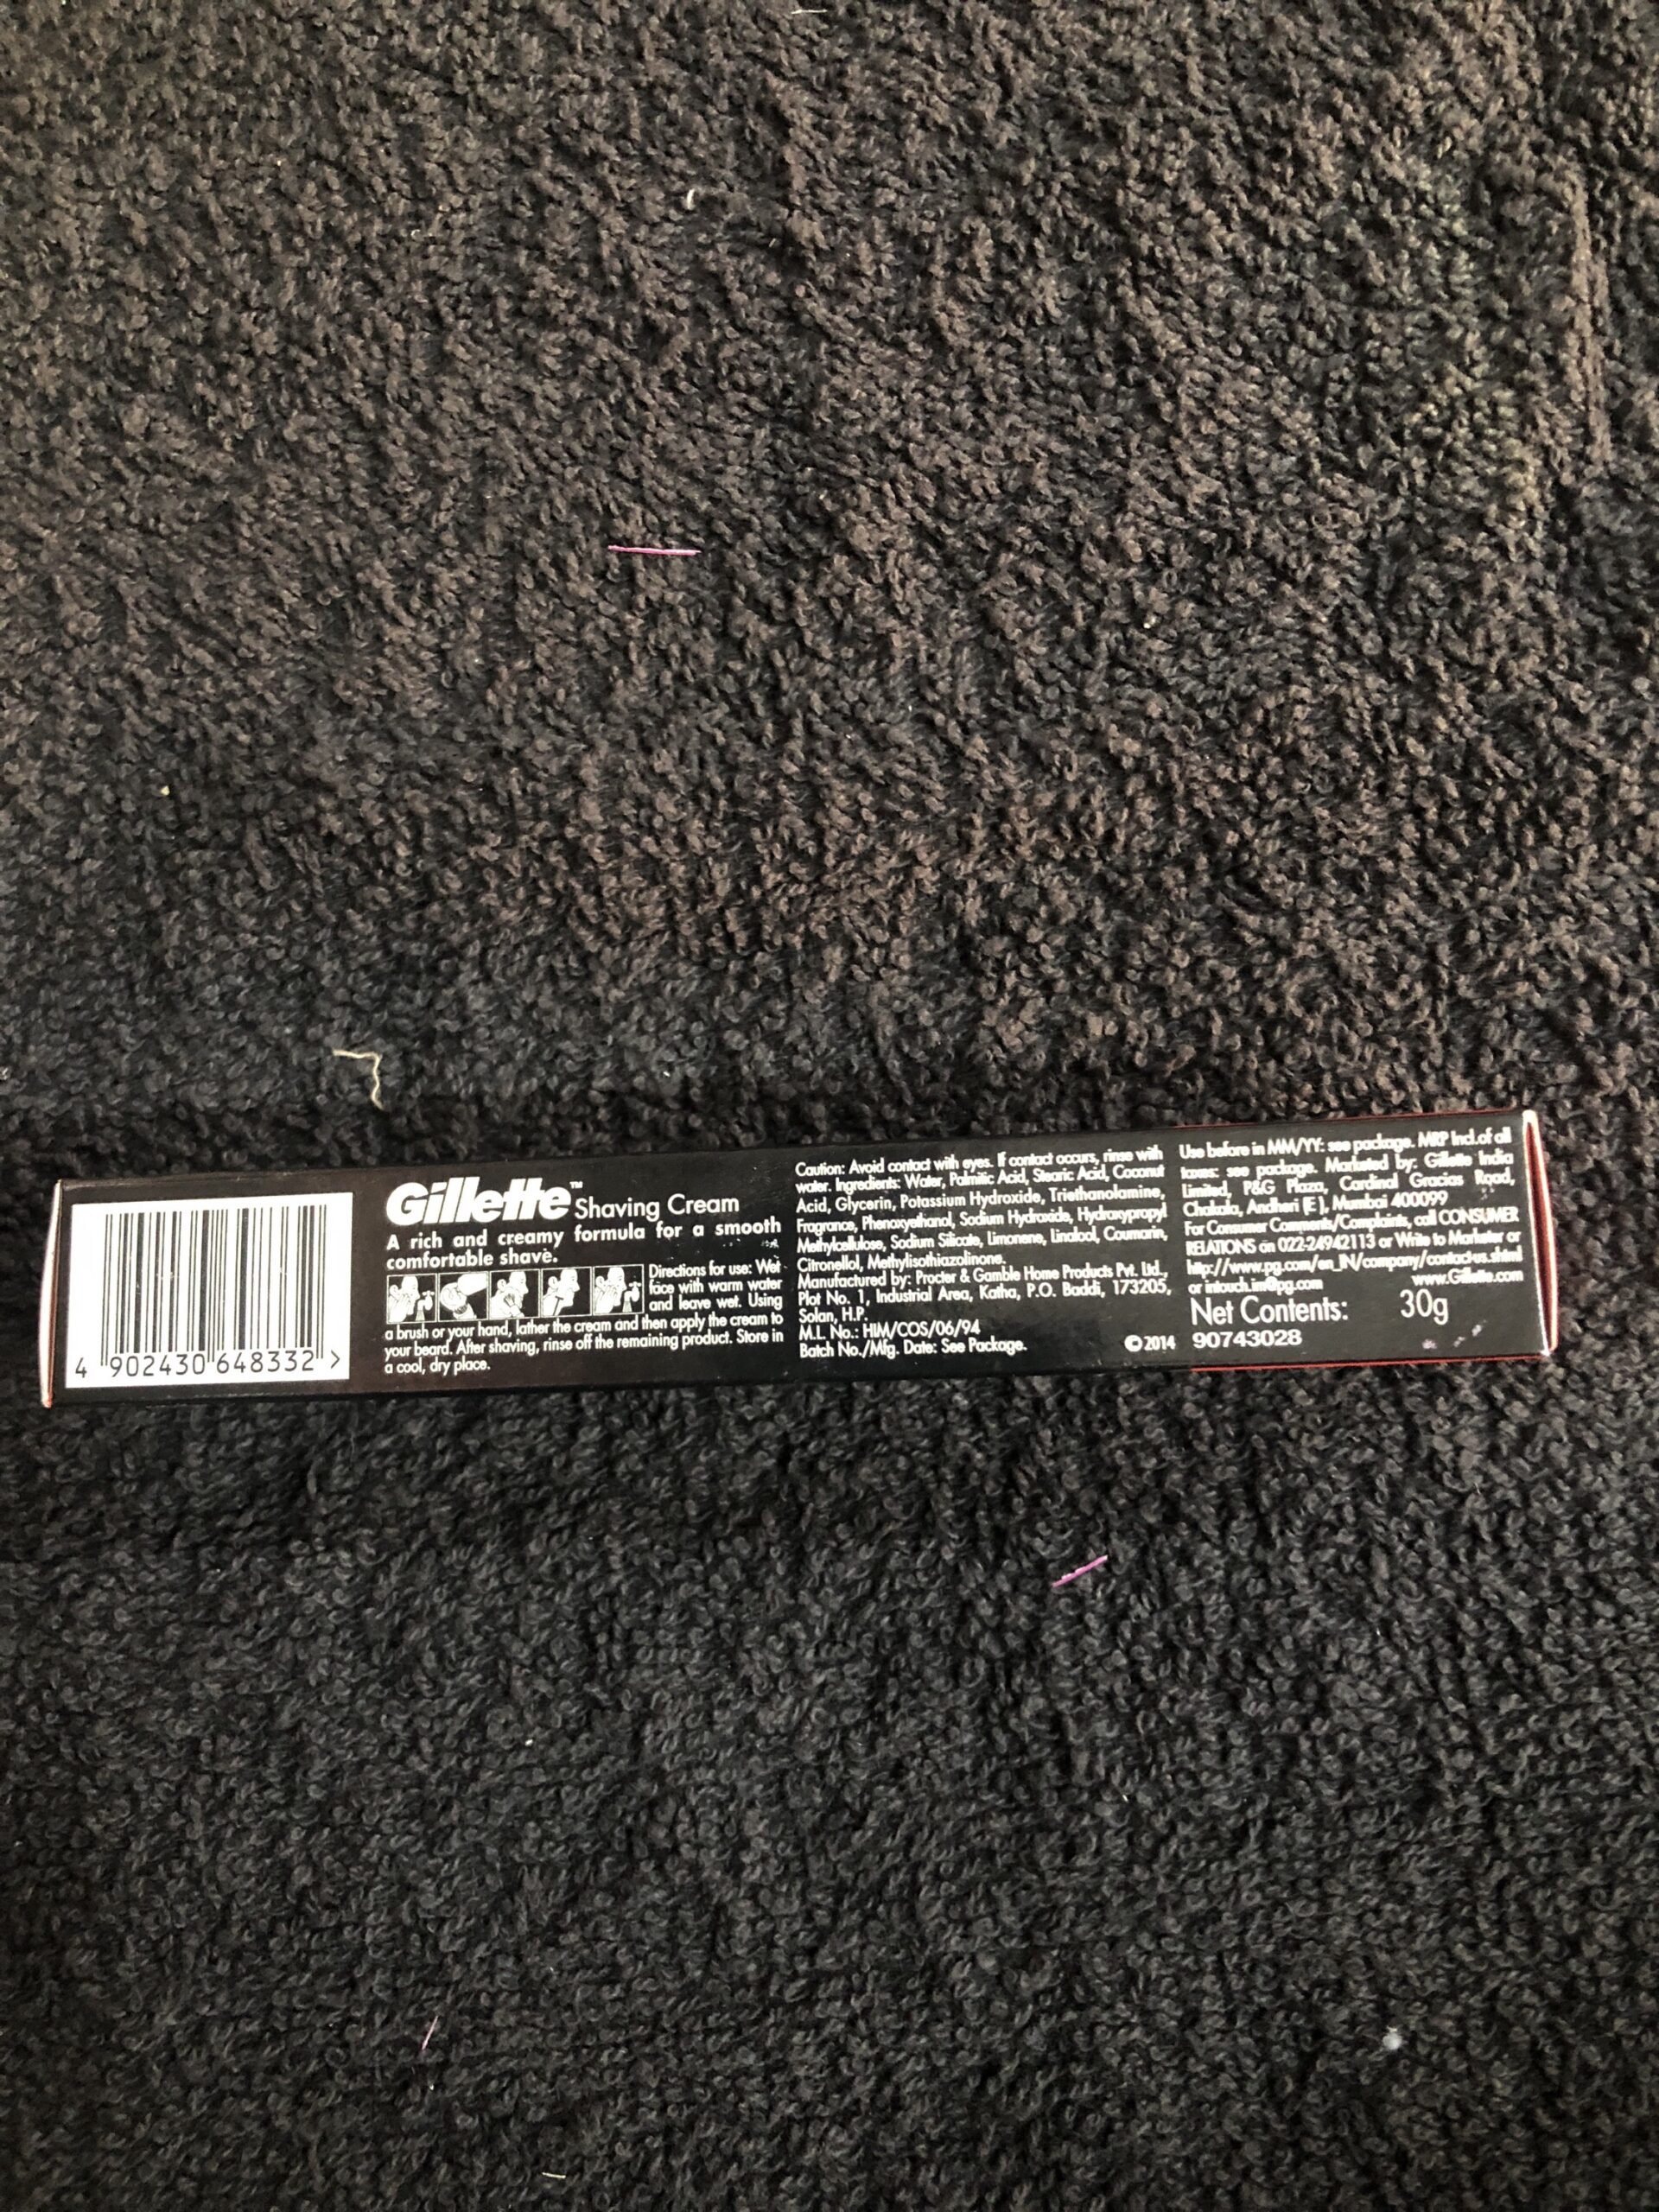 4 902430 648332 >
Gillette™ Shaving Cream
A rich and creamy formula for a smooth
comfortable shave.
Directions for use: Wet
face with warm water
and leave wet. Using
a brush or your hand, lather the cream and then apply the cream to
your beard. After shaving, rinse off the remaining product. Store in
a cool, dry place.
Caution: Avoid contact with eyes. If contact occurs, rinse with
water. Ingredients: Water, Palmitic Acid, Stearic Acid, Coconut
Acid, Glycerin, Potassium Hydroxide, Triethanolamine,
Fragrance, Phenoxyethanol, Sodium Hydroxide, Hydroxypropyl
Methylcellulose, Sodium Silicate, Limonene, Linalool, Coumarin,
Citronellol, Methylisothiazolinone.
Manufactured by: Procter & Gamble Home Products Pvt. Ltd.,
Plot No. 1, Industrial Area, Katha, P.O. Baddi, 173205,
Solan, H.P.
M.L. No.: HIM/COS/06/94
Batch No./Mfg. Date: See Package.
©2014
Use before in MM/YY: see package. MRP Incl.of all
taxes: see package. Marketed by: Gillette India
Limited, P&G Plaza, Cardinal Gracias Road,
Chakala, Andheri (E), Mumbai 400099
For Consumer Comments/Complaints, call CONSUMER
RELATIONS on 022-24942113 or Write to Marketer or
http://www.pg.com/en_IN/company/contact-us.shtml
or intouch.im@pg.com www.Gillette.com
Net Contents: 30g
90743028